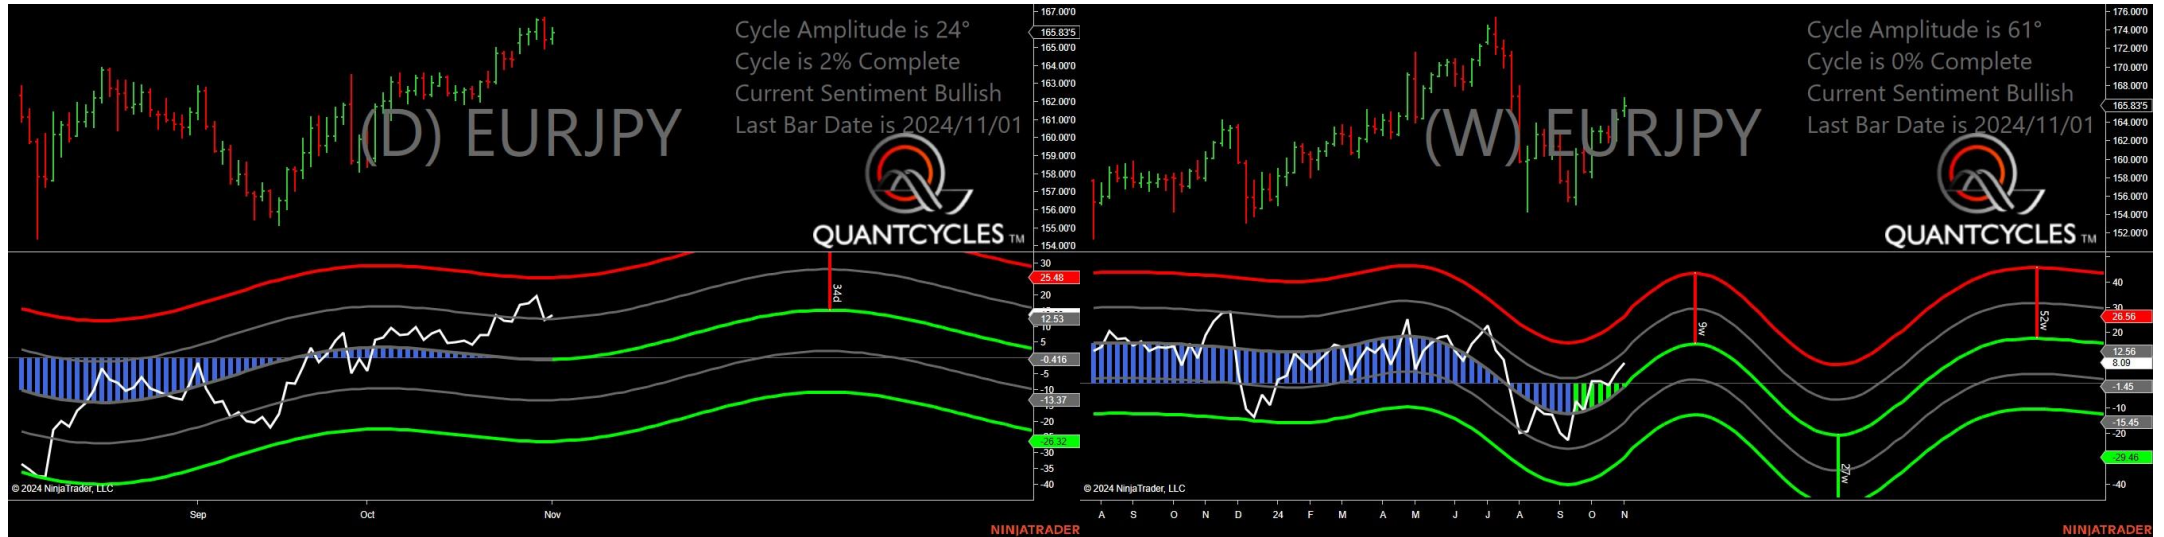 Cycle Amplitude is 24°
Cycle is 2% Complete
Current Sentiment Bullish
Last Bar Date is 2024/11/01
(D) EURJPY
QUANTCYCLES TM
167.00'0
165.83'5
165.00'0
164.00'0
163.00'0
162.00'0
161.00'0
160.00'0
159.00'0
158.00'0
157.00'0
156.00'0
155.00'0
154.00'0
34d
30
25.48
20
12.53
10
5
-0.416
-5
-10
-13.37
-20
-26.32
-30
-35
-40
© 2024 NinjaTrader, LLC
Sep Oct Nov
NINJATRADER
Cycle Amplitude is 61°
Cycle is 0% Complete
Current Sentiment Bullish
Last Bar Date is 2024/11/01
(W) EURJPY
QUANTCYCLES TM
176.00'0
174.00'0
172.00'0
170.00'0
168.00'0
165.83'5
164.00'0
162.00'0
160.00'0
158.00'0
156.00'0
154.00'0
152.00'0
9w
27w
52w
40
30
26.56
20
12.56
8.09
-1.45
-10
-15.45
-20
-29.46
-40
© 2024 NinjaTrader, LLC
A S O N D 24 F M A M J J A S O N
NINJATRADER